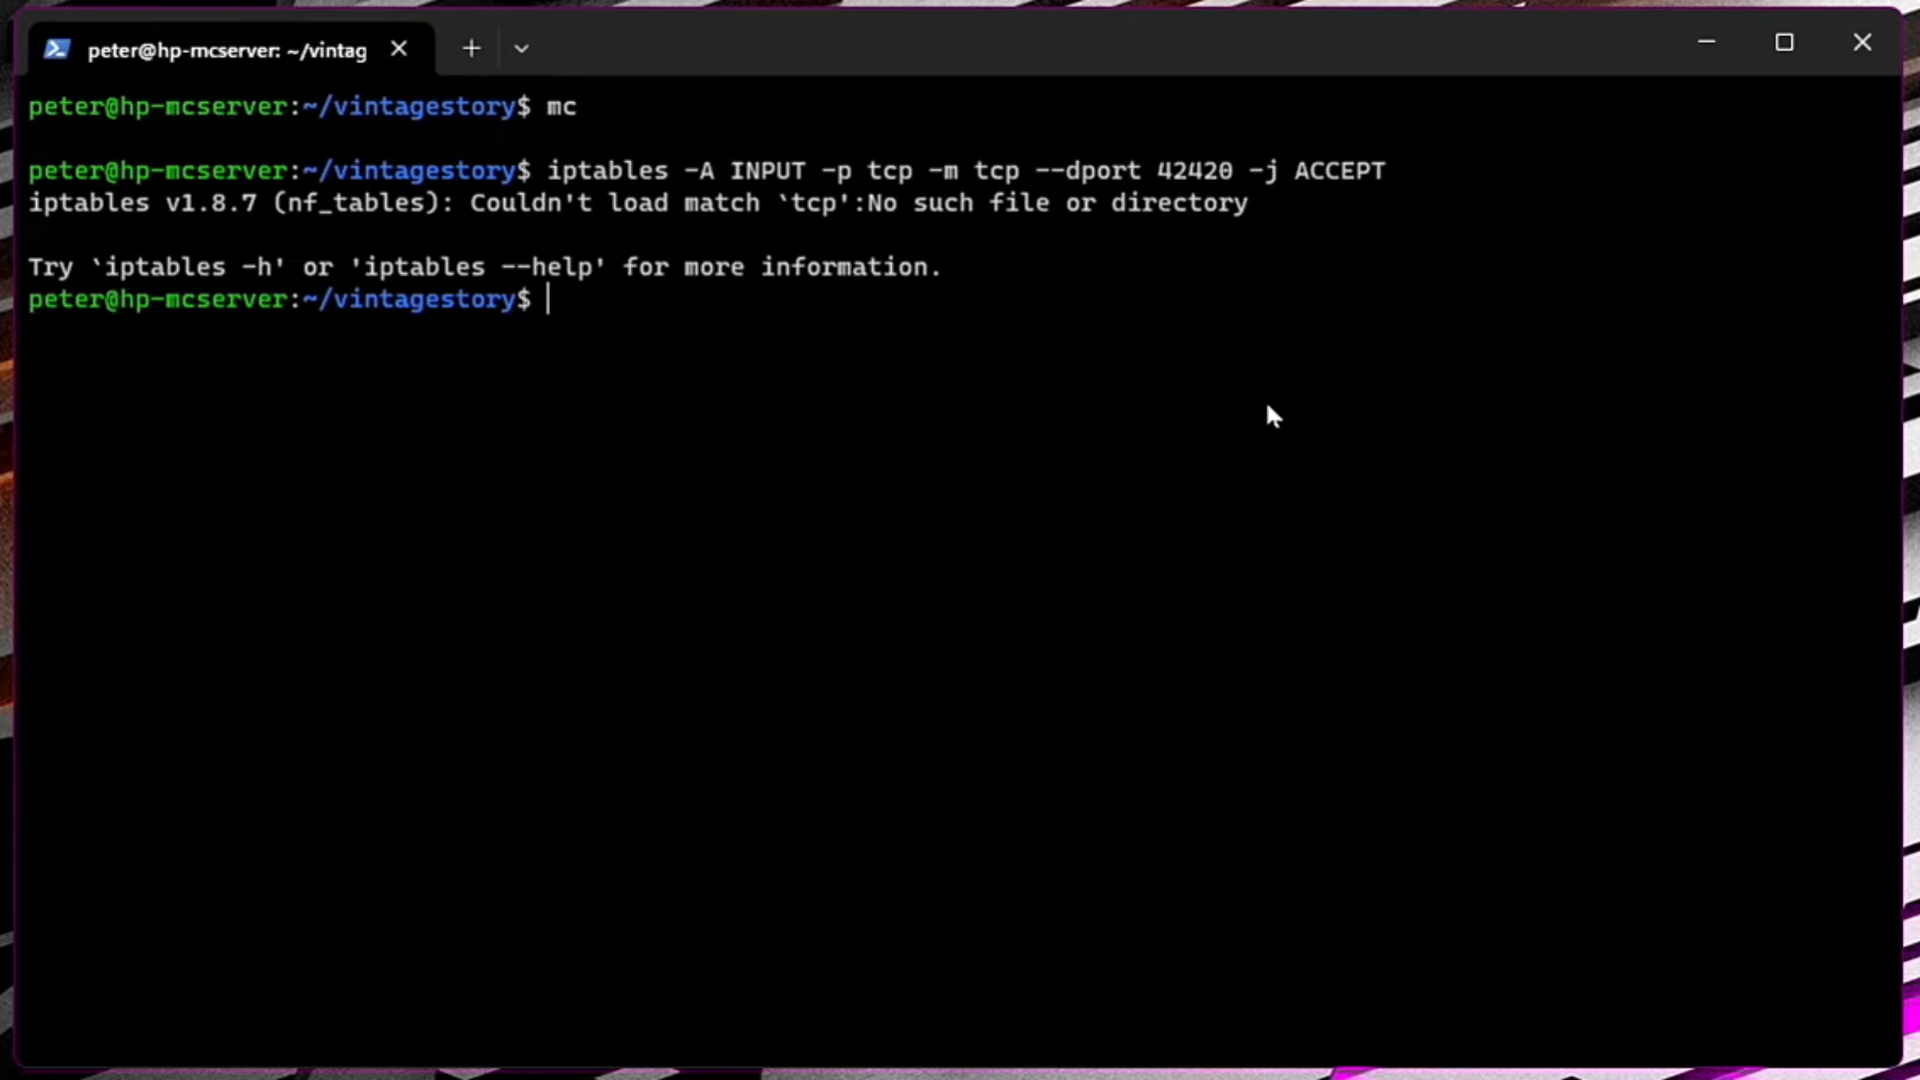 peter@hp-mcserver: ~/vintag
peter@hp-mcserver:~/vintagestory$ mc
peter@hp-mcserver:~/vintagestory$ iptables -A INPUT -p tcp -m tcp --dport 42420 -j ACCEPT
iptables v1.8.7 (nf_tables): Couldn't load match `tcp':No such file or directory
Try `iptables -h' or 'iptables --help' for more information.
peter@hp-mcserver:~/vintagestory$